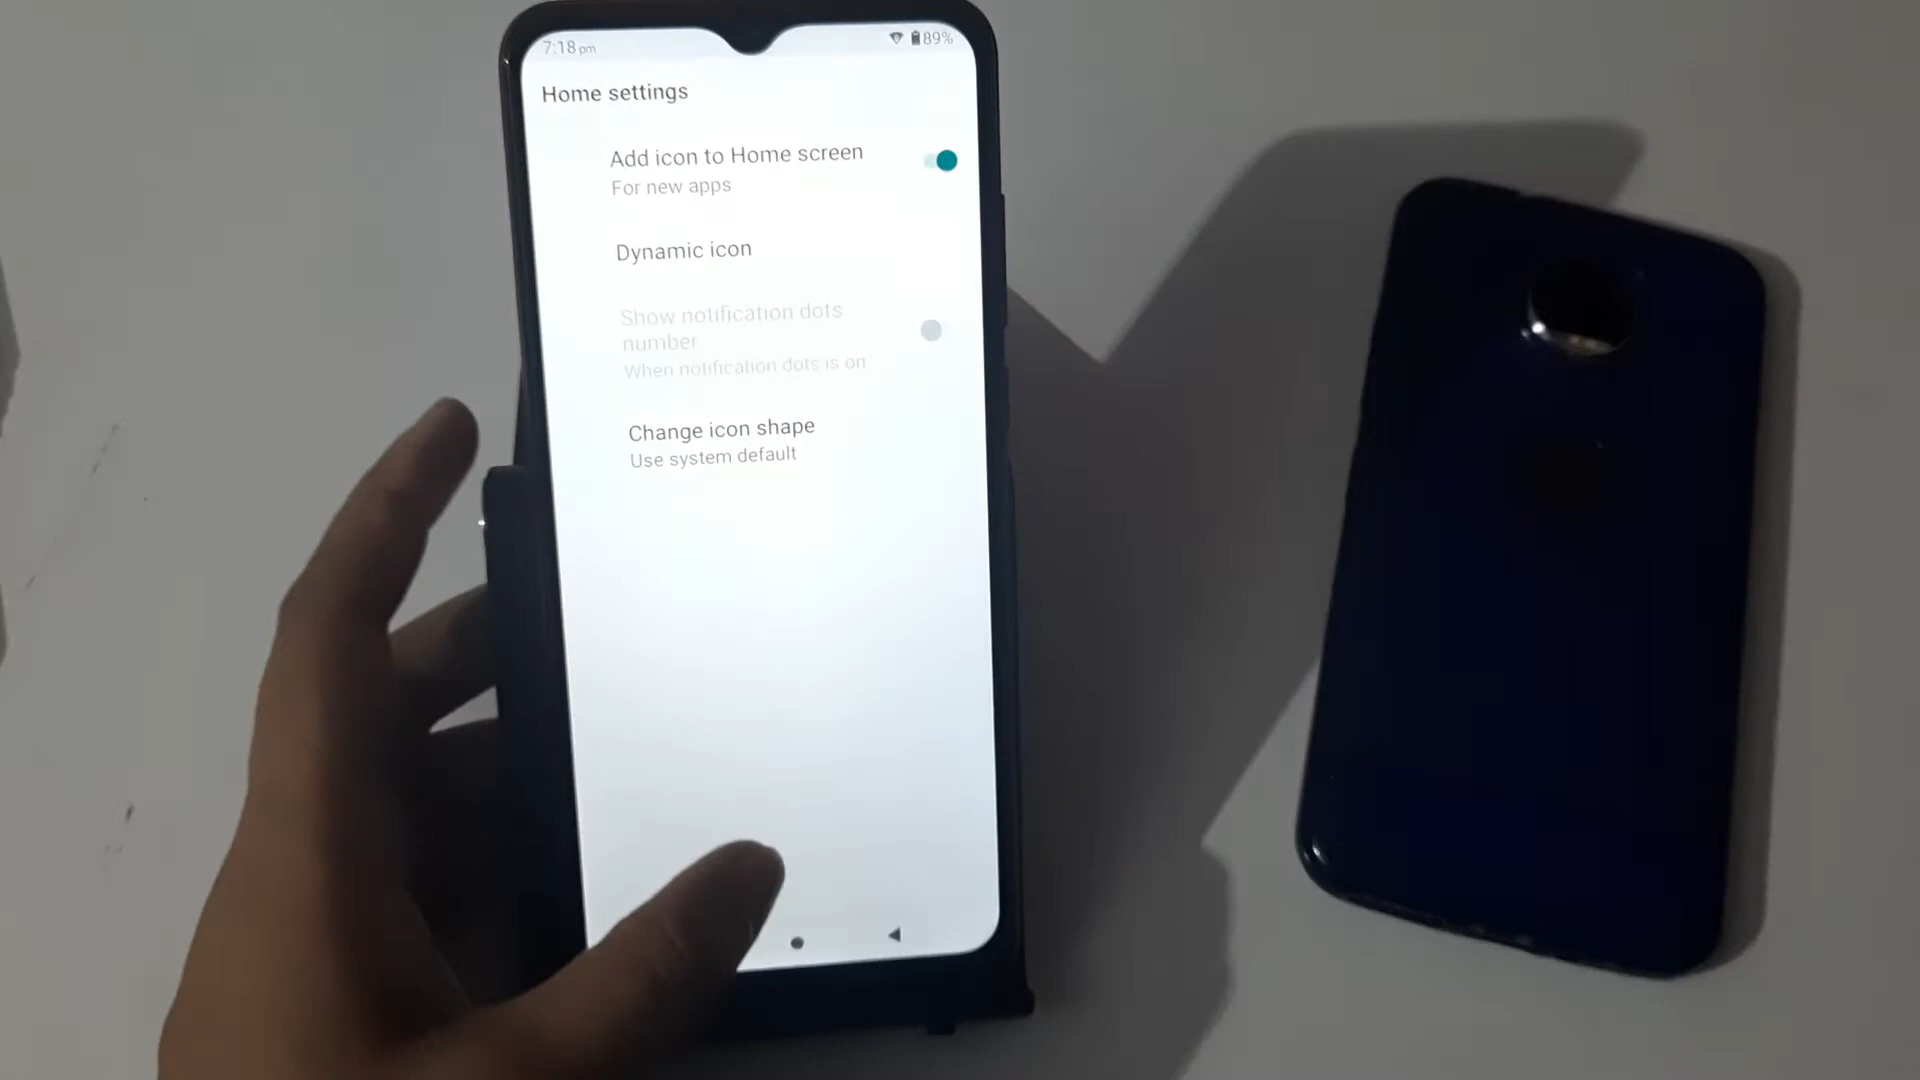 7:18 pm
89%
Home settings
Add icon to Home screen
For new apps
Dynamic icon
Show notification dots
number
When notification dots is on
Change icon shape
Use system default